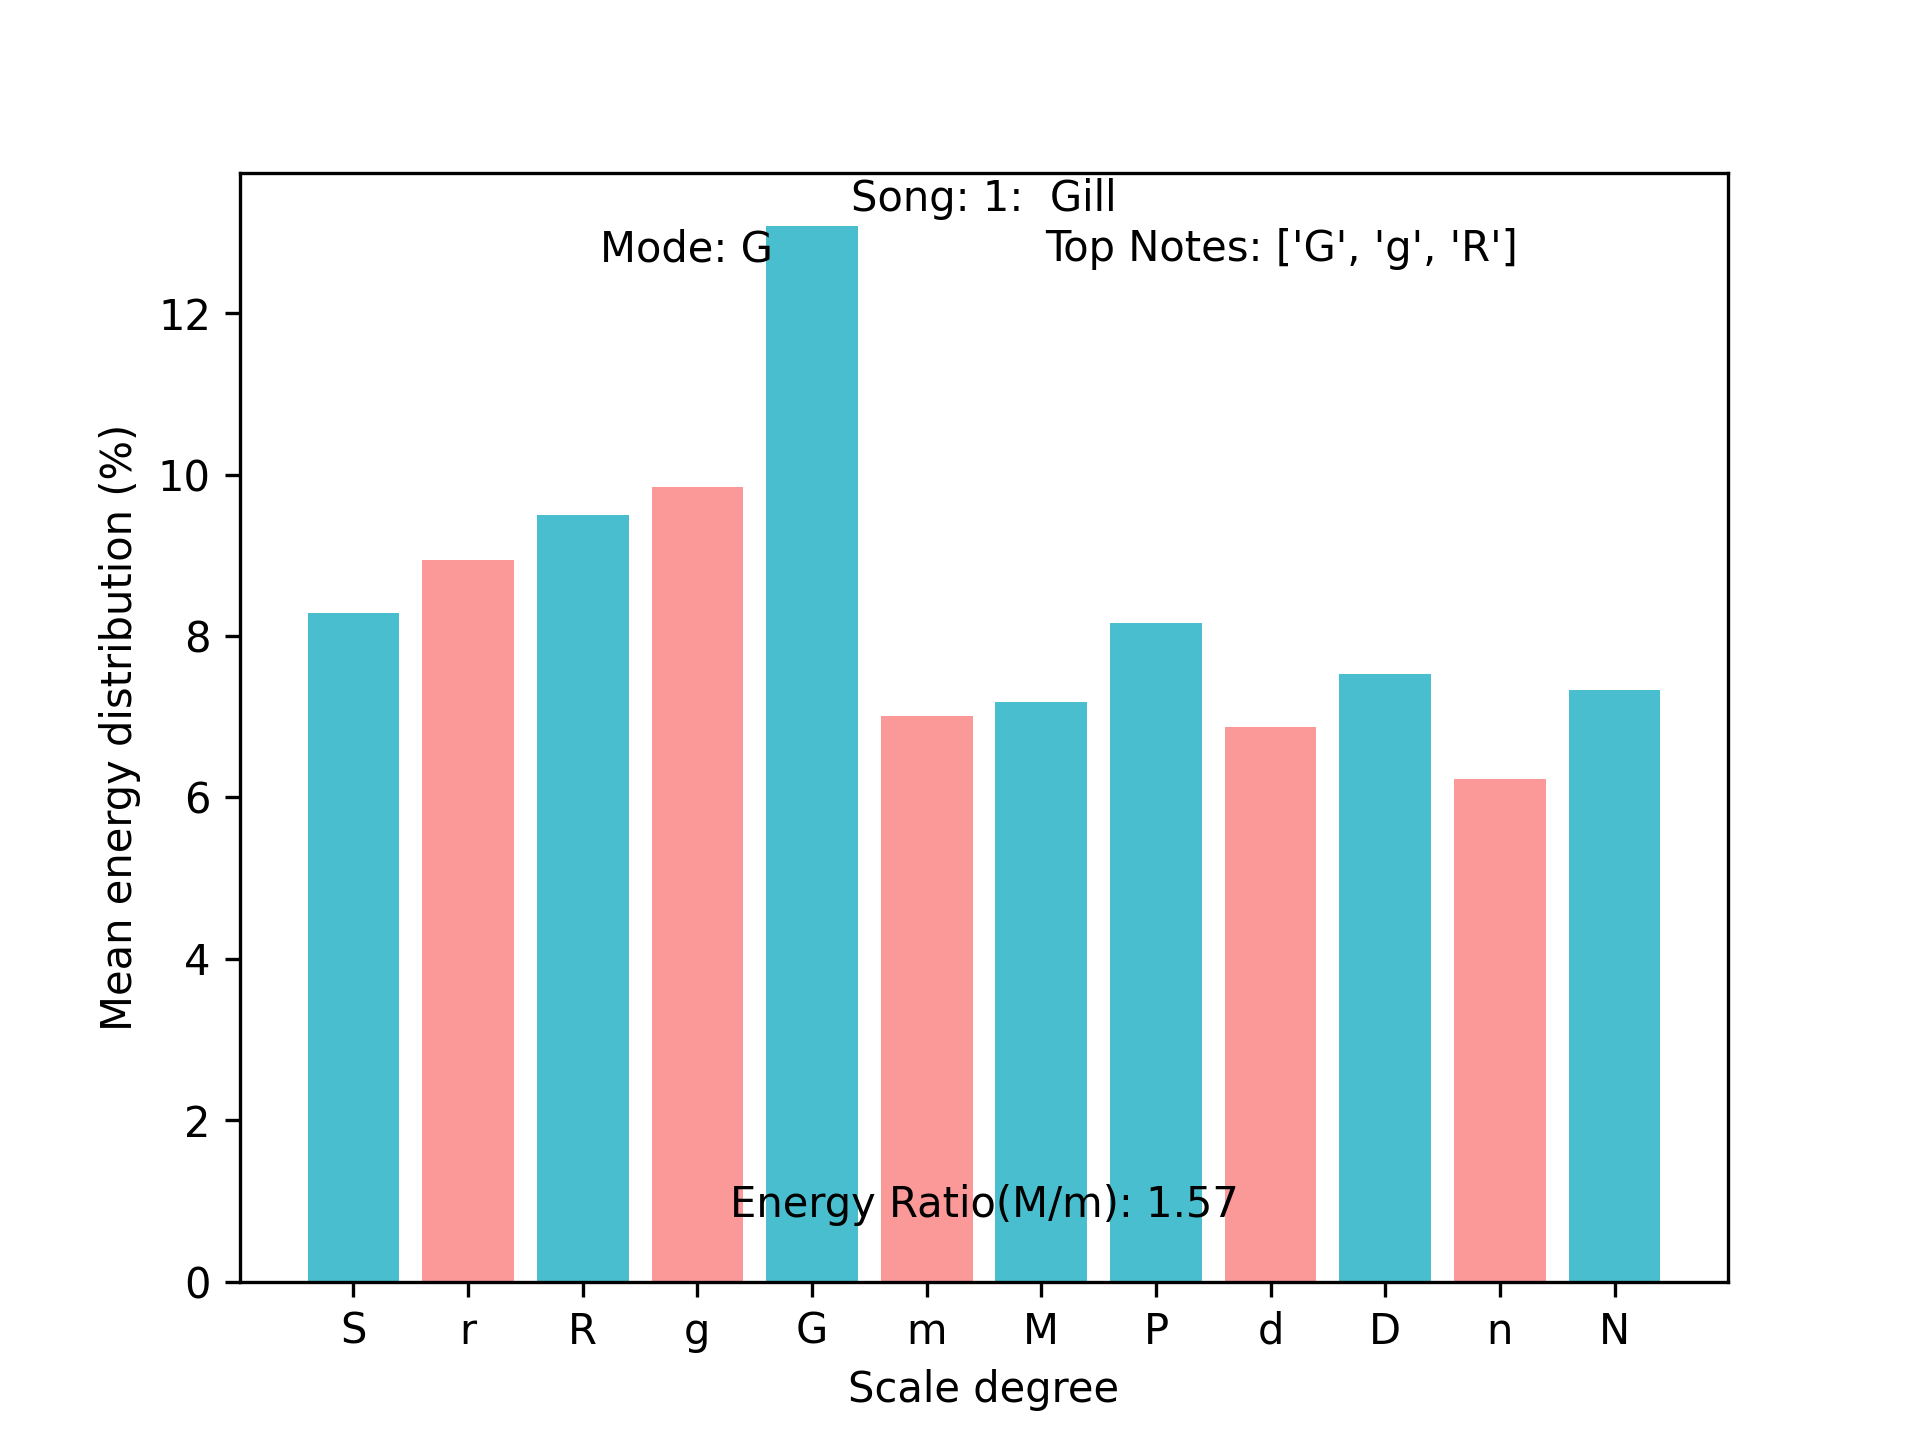 Song: 1:  Gill
Mode: G
Top Notes: ['G', 'g', 'R']
Mean energy distribution (%)
12
10
8
6
4
2
0
Energy Ratio(M/m): 1.57
S r R g G m M P d D n N
Scale degree